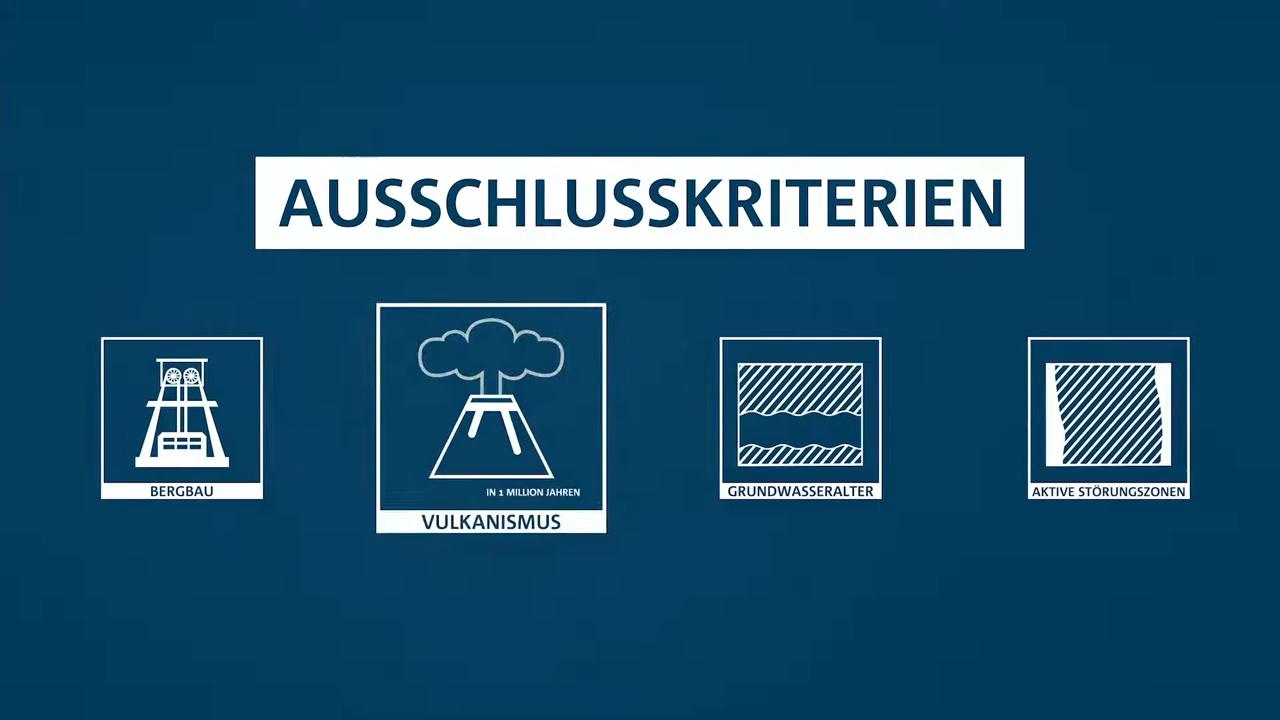 AUSSCHLUSSKRITERIEN
BERGBAU
IN 1 MILLION JAHREN
VULKANISMUS
GRUNDWASSERALTER
AKTIVE STÖRUNGSZONEN